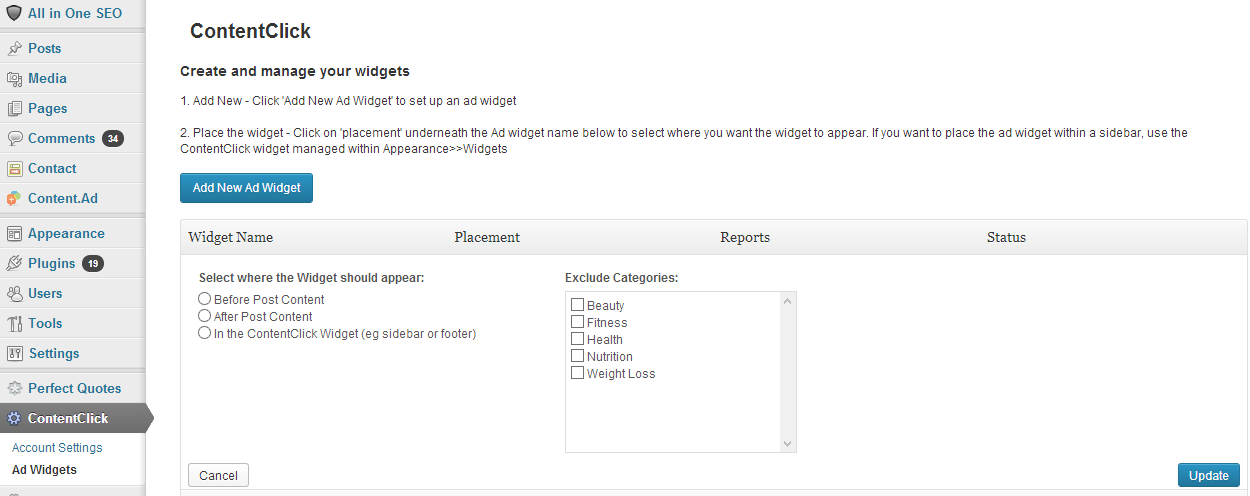 All in One SEO
Posts
Media
Pages
Comments 34
Contact
Content.Ad
Appearance
Plugins 19
Users
Tools
Settings
Perfect Quotes
ContentClick
Account Settings
Ad Widgets
ContentClick
Create and manage your widgets
1. Add New - Click 'Add New Ad Widget' to set up an ad widget
2. Place the widget - Click on 'placement' underneath the Ad widget name below to select where you want the widget to appear. If you want to place the ad widget within a sidebar, use the
ContentClick widget managed within Appearance>>Widgets
Add New Ad Widget
Widget Name Placement Reports Status
Select where the Widget should appear:
Before Post Content
After Post Content
In the ContentClick Widget (eg sidebar or footer)
Exclude Categories:
Beauty
Fitness
Health
Nutrition
Weight Loss
Cancel Update